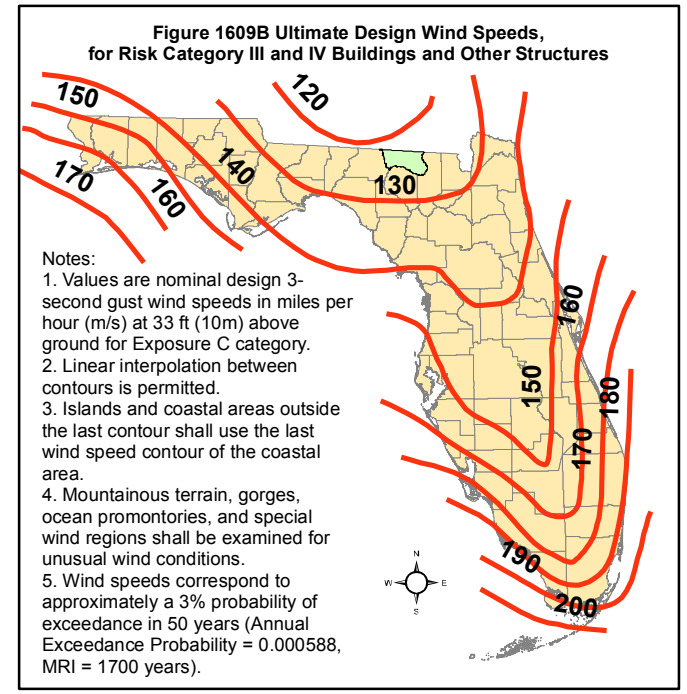 Figure 1609B Ultimate Design Wind Speeds,
for Risk Category III and IV Buildings and Other Structures
120
150
140
130
170
160
Notes:
1. Values are nominal design 3-
second gust wind speeds in miles per
hour (m/s) at 33 ft (10m) above
ground for Exposure C category.
2. Linear interpolation between
contours is permitted.
3. Islands and coastal areas outside
the last contour shall use the last
wind speed contour of the coastal
area.
4. Mountainous terrain, gorges,
ocean promontories, and special
wind regions shall be examined for
unusual wind conditions.
5. Wind speeds correspond to
approximately a 3% probability of
exceedance in 50 years (Annual
Exceedance Probability = 0.000588,
MRI = 1700 years).
160
150
180
170
190
200
N
W
E
S